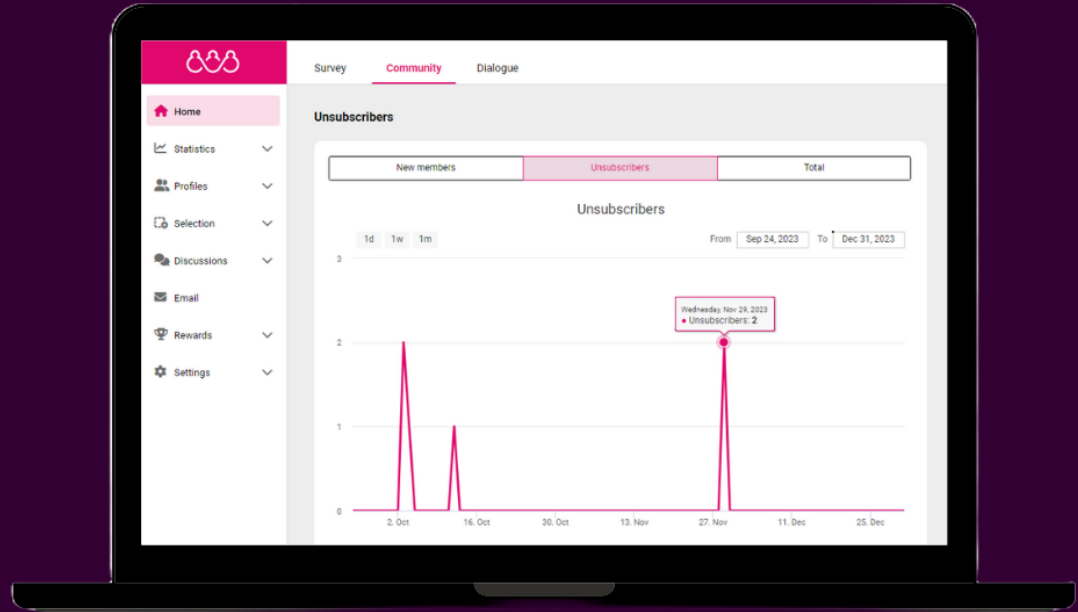 Survey Community Dialogue
Home
Statistics
Profiles
Selection
Discussions
Email
Rewards
Settings
Unsubscribers
New members Unsubscribers Total
Unsubscribers
1d 1w 1m From Sep 24, 2023 To Dec 31, 2023
3
Wednesday, Nov 29, 2023
Unsubscribers: 2
2
1
0
2. Oct 16. Oct 30. Oct 13. Nov 27. Nov 11. Dec 25. Dec